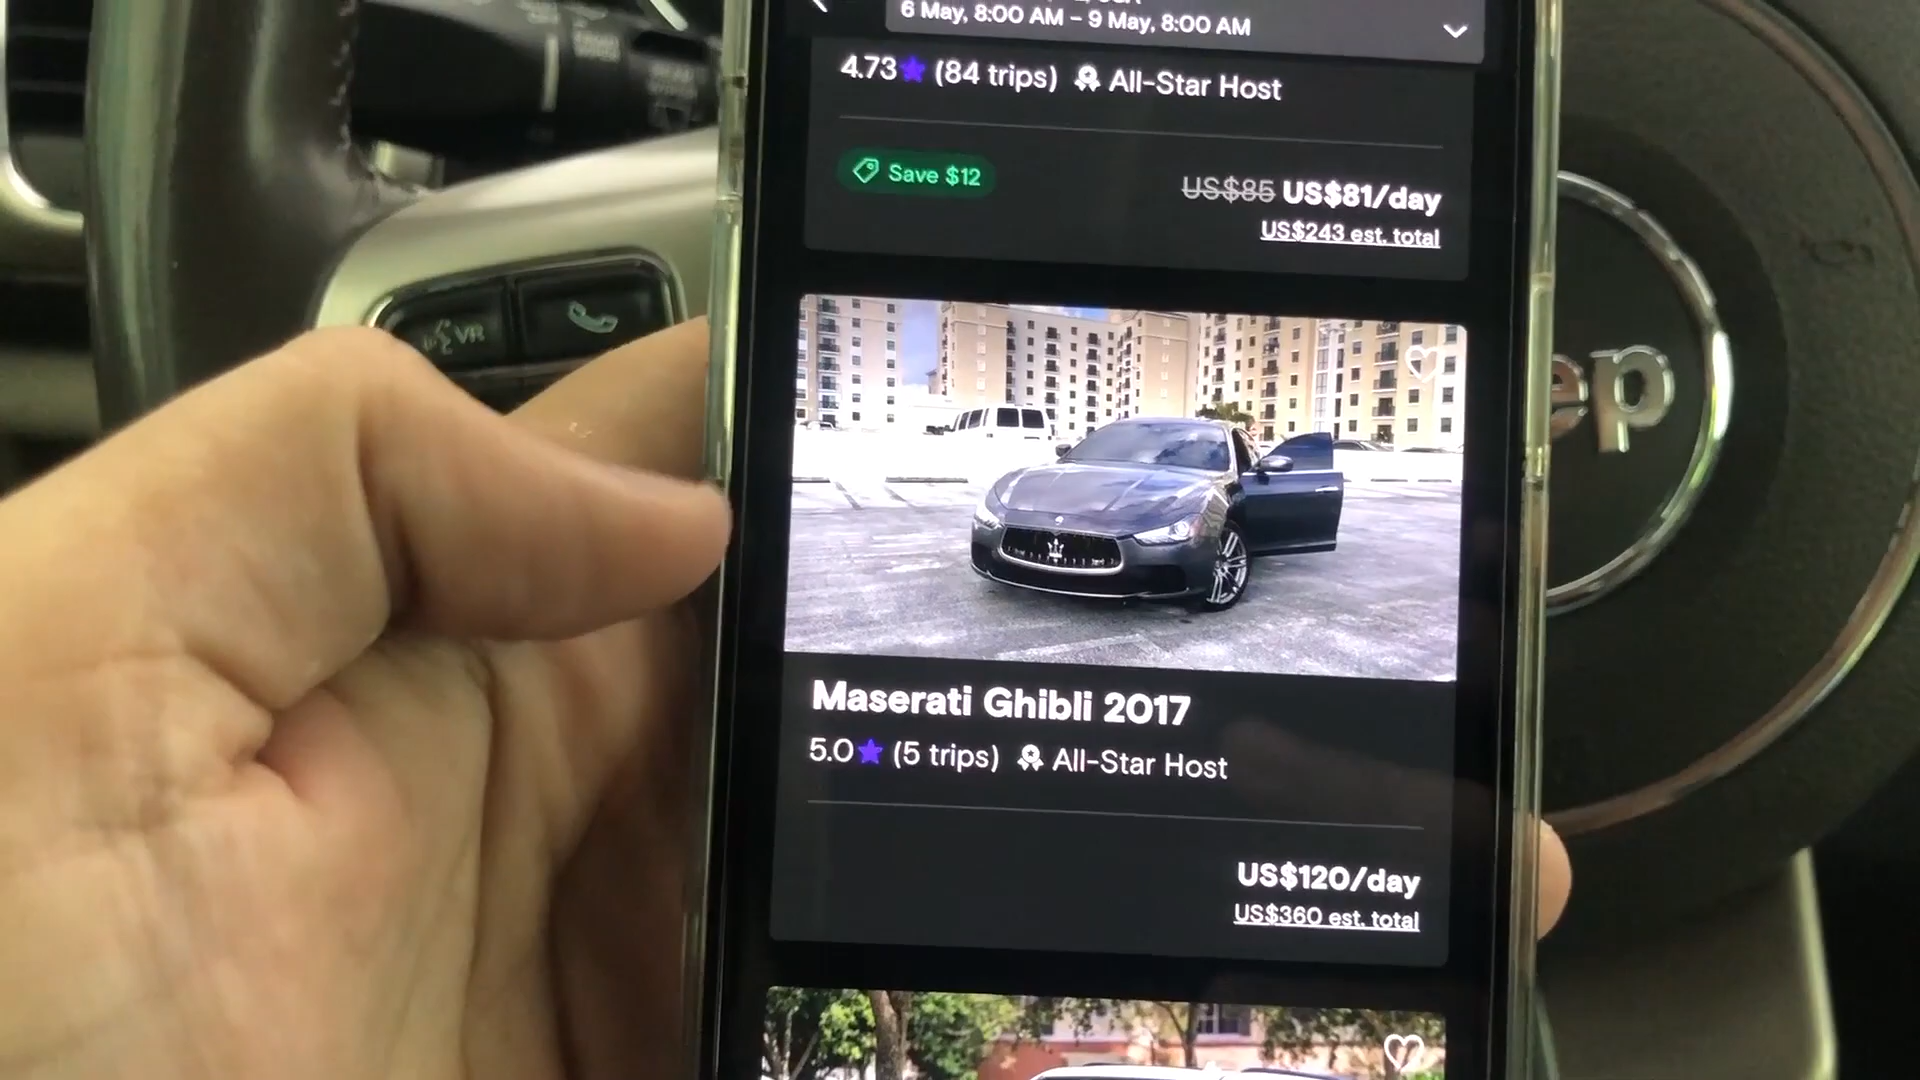 6 May, 8:00 AM – 9 May, 8:00 AM
4.73 (84 trips) All-Star Host
Save $12
US$85 US$81/day
US$243 est. total
VR
ep
Maserati Ghibli 2017
5.0 (5 trips) All-Star Host
US$120/day
US$360 est. total